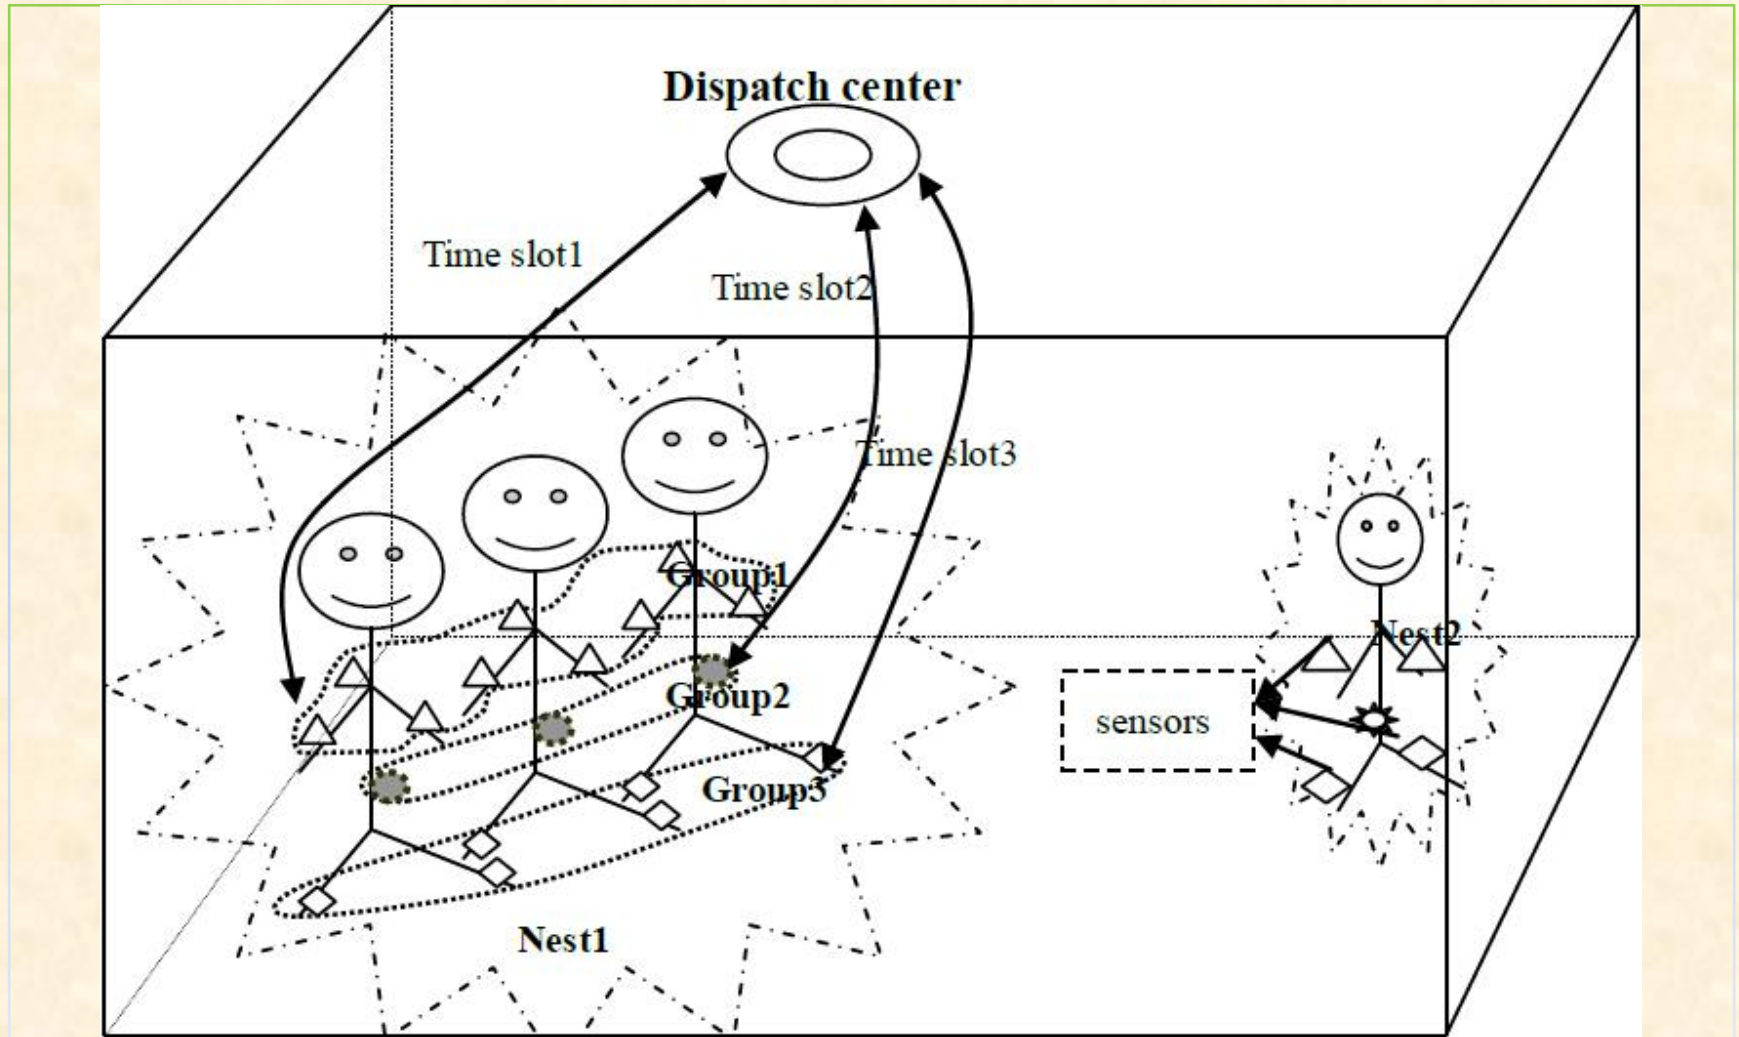 Dispatch center
Time slot1
Time slot2
Time slot3
Group1
Nest2
Group2
sensors
Group3
Nest1